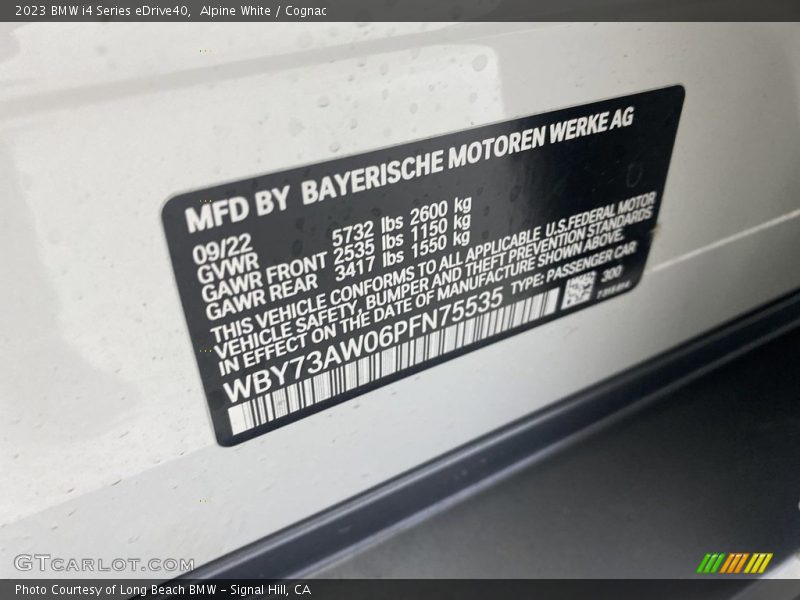 2023 BMW i4 Series eDrive40, Alpine White / Cognac
MFD BY BAYERISCHE MOTOREN WERKE AG
09/22
GVWR 5732 lbs 2600 kg
GAWR FRONT 2535 lbs 1150 kg
GAWR REAR 3417 lbs 1550 kg
THIS VEHICLE CONFORMS TO ALL APPLICABLE U.S.FEDERAL MOTOR
VEHICLE SAFETY, BUMPER AND THEFT PREVENTION STANDARDS
IN EFFECT ON THE DATE OF MANUFACTURE SHOWN ABOVE.
WBY73AW06PFN75535 TYPE: PASSENGER CAR
300
GTCARLOT.COM
Photo Courtesy of Long Beach BMW - Signal Hill, CA